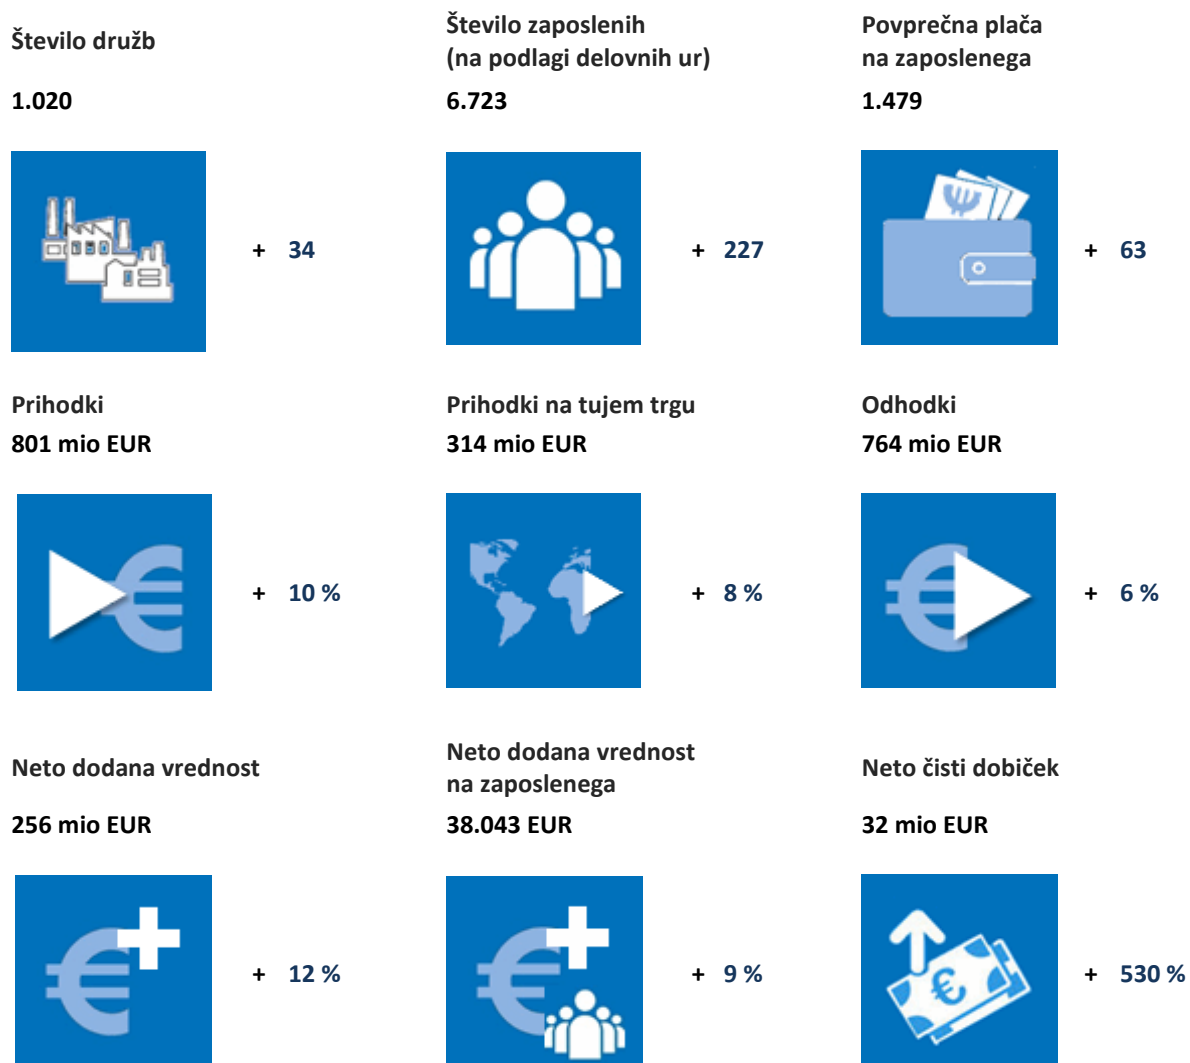 Število družb
1.020
+ 34
Število zaposlenih
(na podlagi delovnih ur)
6.723
+ 227
Povprečna plača
na zaposlenega
1.479
+ 63
Prihodki
801 mio EUR
+ 10 %
Prihodki na tujem trgu
314 mio EUR
+ 8 %
Odhodki
764 mio EUR
+ 6 %
Neto dodana vrednost
256 mio EUR
+ 12 %
Neto dodana vrednost
na zaposlenega
38.043 EUR
+ 9 %
Neto čisti dobiček
32 mio EUR
+ 530 %